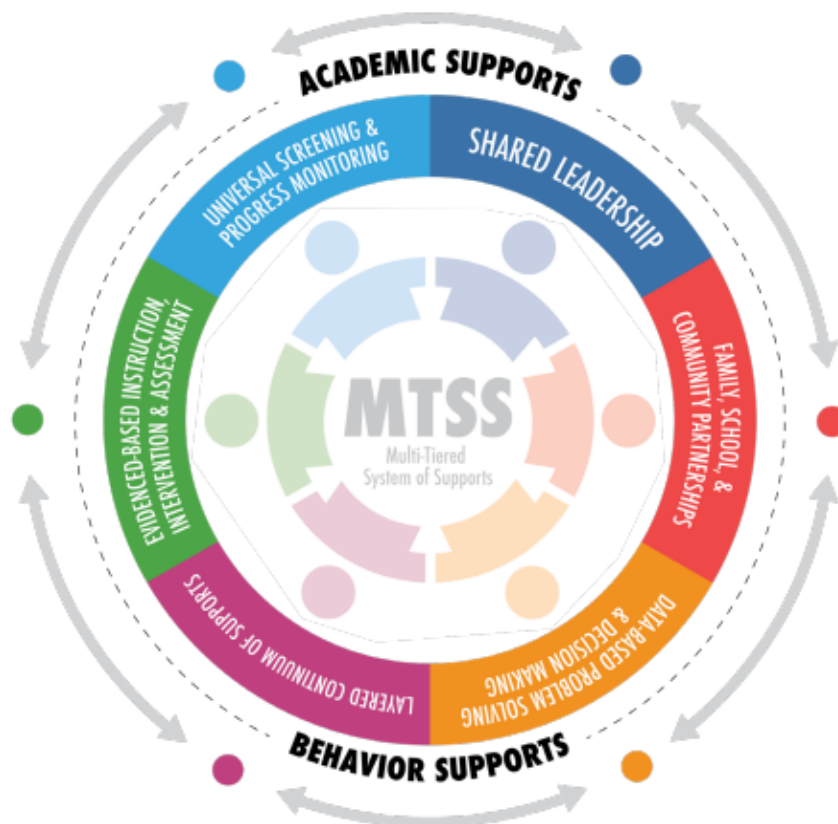 ACADEMIC SUPPORTS
UNIVERSAL SCREENING &
PROGRESS MONITORING
SHARED LEADERSHIP
FAMILY, SCHOOL, &
COMMUNITY PARTNERSHIPS
DATA-BASED PROBLEM SOLVING
& DECISION MAKING
LAYERED CONTINUUM OF SUPPORTS
EVIDENCED-BASED INSTRUCTION,
INTERVENTION & ASSESSMENT
MTSS
Multi-Tiered
System of Supports
BEHAVIOR SUPPORTS